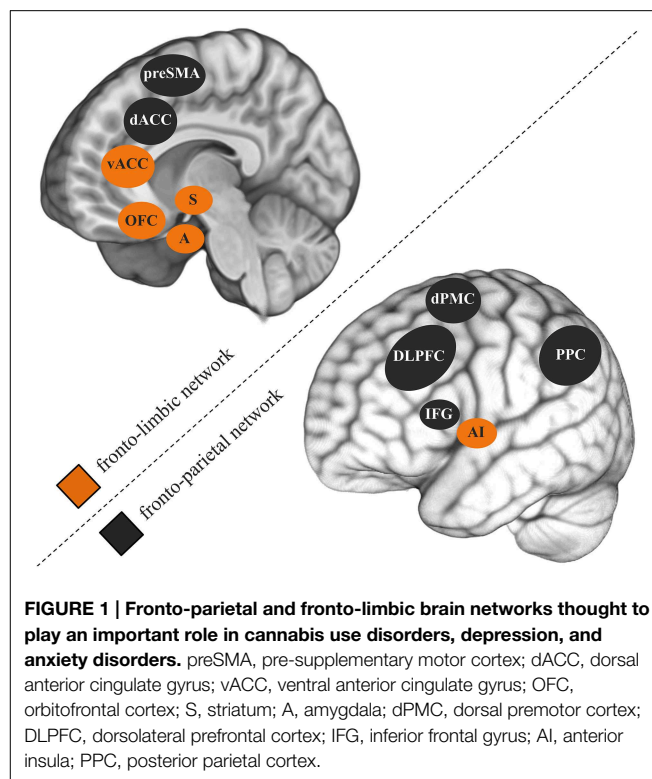 preSMA
dACC
vACC
S
OFC
A
dPMC
DLPFC
PPC
IFG
AI
fronto-limbic network
fronto-parietal network
FIGURE 1 | Fronto-parietal and fronto-limbic brain networks thought to
play an important role in cannabis use disorders, depression, and
anxiety disorders. preSMA, pre-supplementary motor cortex; dACC, dorsal
anterior cingulate gyrus; vACC, ventral anterior cingulate gyrus; OFC,
orbitofrontal cortex; S, striatum; A, amygdala; dPMC, dorsal premotor cortex;
DLPFC, dorsolateral prefrontal cortex; IFG, inferior frontal gyrus; AI, anterior
insula; PPC, posterior parietal cortex.